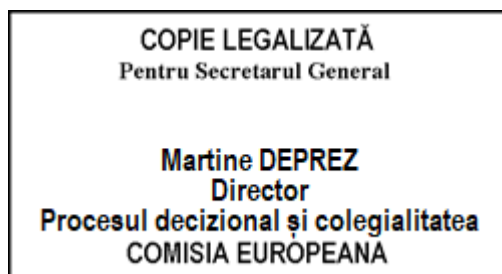 COPIE LEGALIZATĂ
Pentru Secretarul General
Martine DEPREZ
Director
Procesul decizional și colegialitatea
COMISIA EUROPEANA